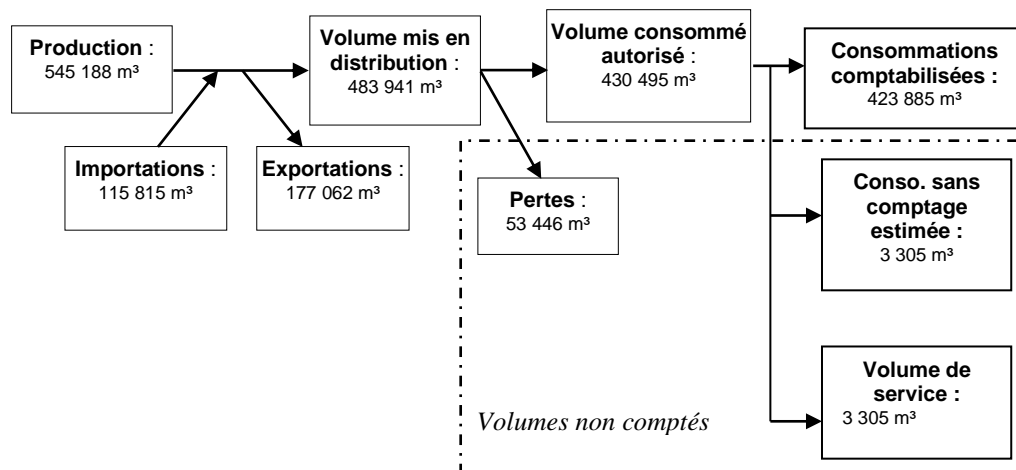 Production :
545 188 m³
Volume mis en
distribution :
483 941 m³
Volume consommé
autorisé :
430 495 m³
Consommations
comptabilisées :
423 885 m³
Importations :
115 815 m³
Exportations :
177 062 m³
Pertes :
53 446 m³
Conso. sans
comptage
estimée :
3 305 m³
Volume de
service :
3 305 m³
Volumes non comptés